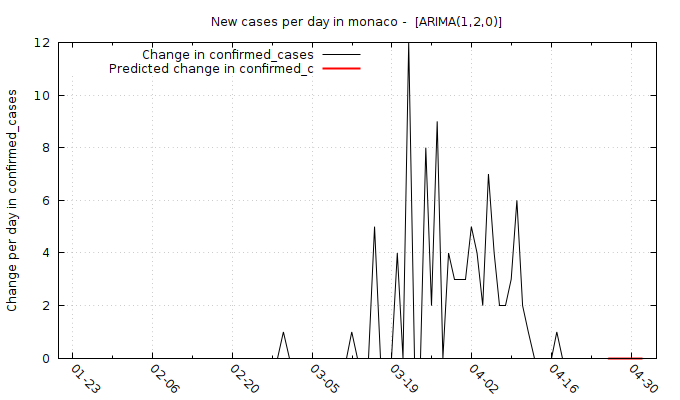 New cases per day in monaco -  [ARIMA(1,2,0)]
Change in confirmed_cases
Predicted change in confirmed_c
Change per day in confirmed_cases
12
10
8
6
4
2
0
01-23 02-06 02-20 03-05 03-19 04-02 04-16 04-30